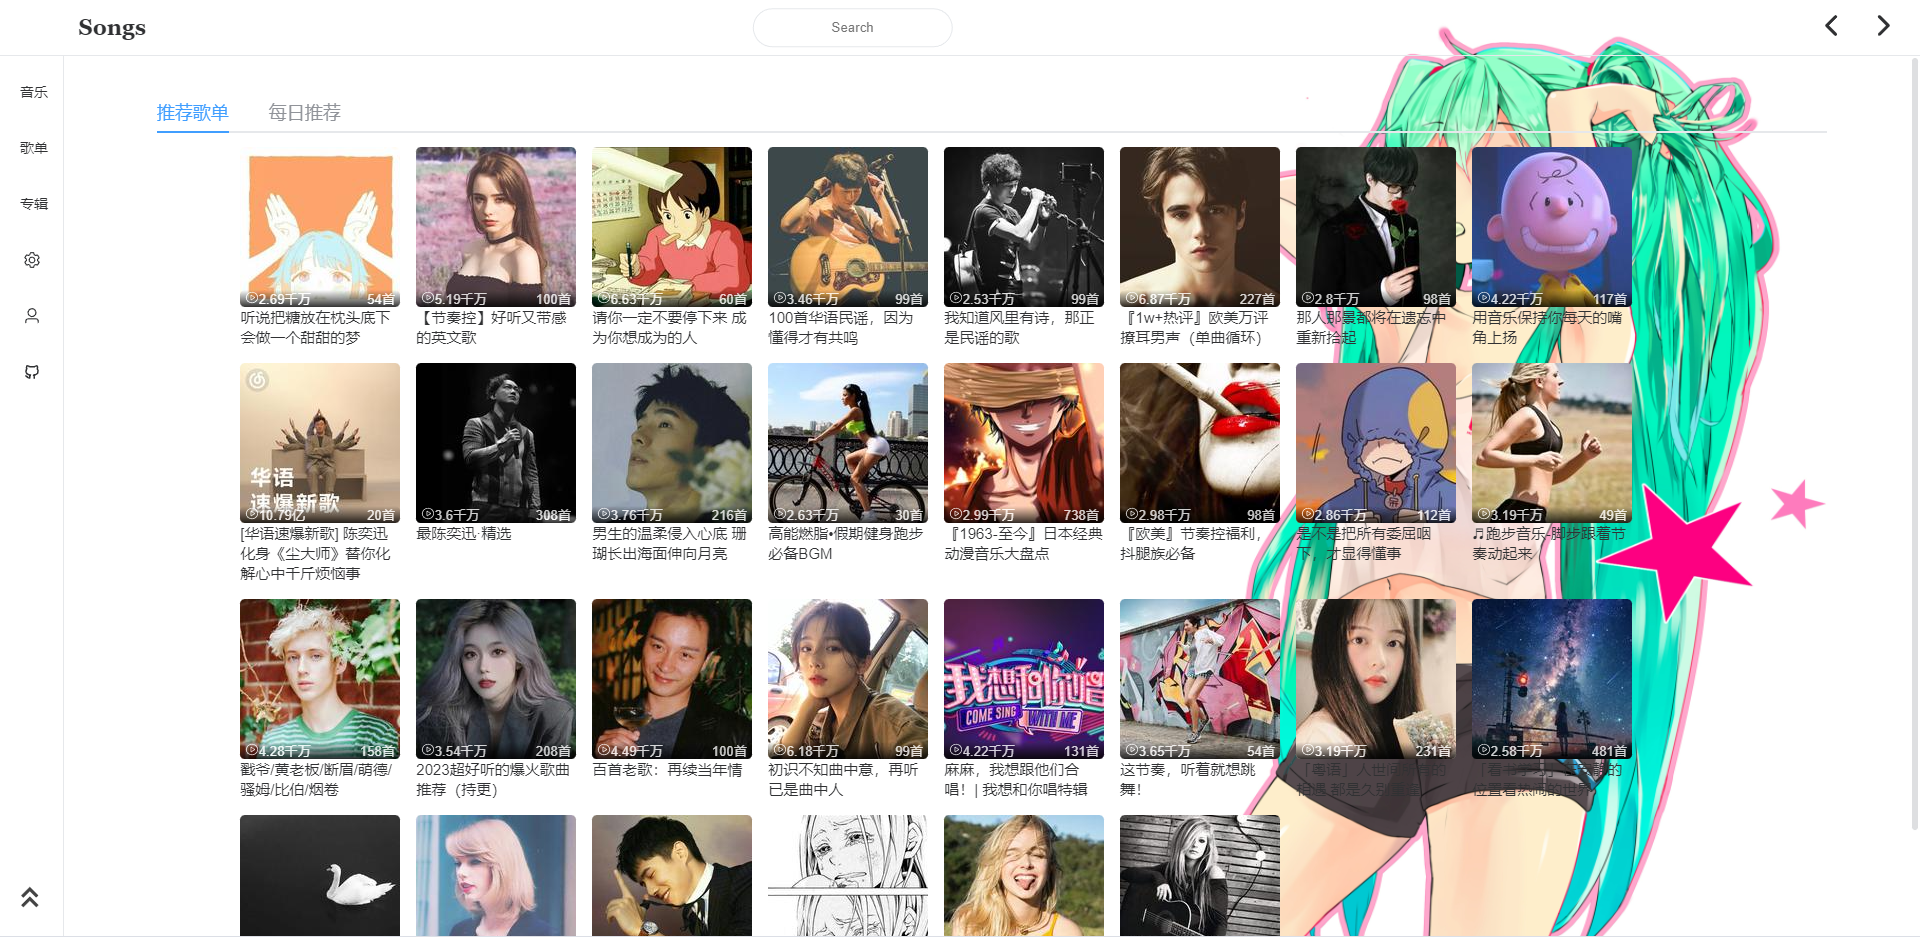 Songs
Search
音乐
歌单
专辑
推荐歌单
每日推荐
2.69千万 54首
听说把糖放在枕头底下
会做一个甜甜的梦
5.19千万 100首
【节奏控】好听又带感
的英文歌
6.63千万 60首
请你一定不要停下来 成
为你想成为的人
3.46千万 99首
100首华语民谣，因为
懂得才有共鸣
2.53千万 99首
我知道风里有诗，那正
是民谣的歌
6.87千万 227首
『1w+热评』欧美万评
撩耳男声（单曲循环）
2.8千万 98首
那人那景都将在遗忘中
重新拾起
4.22千万 117首
用音乐保持你每天的嘴
角上扬
华语
速爆新歌
10.79亿 20首
[华语速爆新歌] 陈奕迅
化身《尘大师》替你化
解心中千斤烦恼事
3.6千万 308首
最陈奕迅·精选
3.76千万 216首
男生的温柔侵入心底 珊
瑚长出海面伸向月亮
2.63千万 30首
高能燃脂•假期健身跑步
必备BGM
2.99千万 738首
『1963-至今』日本经典
动漫音乐大盘点
2.98千万 98首
『欧美』节奏控福利，
抖腿族必备
2.86千万 112首
是不是把所有委屈咽
下，才显得懂事
3.19千万 49首
♬跑步音乐-脚步跟着节
奏动起来
4.28千万 158首
戳爷/黄老板/断眉/萌德/
骚姆/比伯/烟卷
3.54千万 208首
2023超好听的爆火歌曲
推荐（持更）
4.49千万 100首
百首老歌：再续当年情
6.18千万 99首
初识不知曲中意，再听
已是曲中人
我想和你唱
COME SING WITH ME
4.22千万 131首
麻麻，我想跟他们合
唱！| 我想和你唱特辑
3.65千万 54首
这节奏，听着就想跳
舞！
3.19千万 231首
「粤语」人世间所有的
相遇 都是久别重逢
2.58千万 481首
位置看热闹的世界